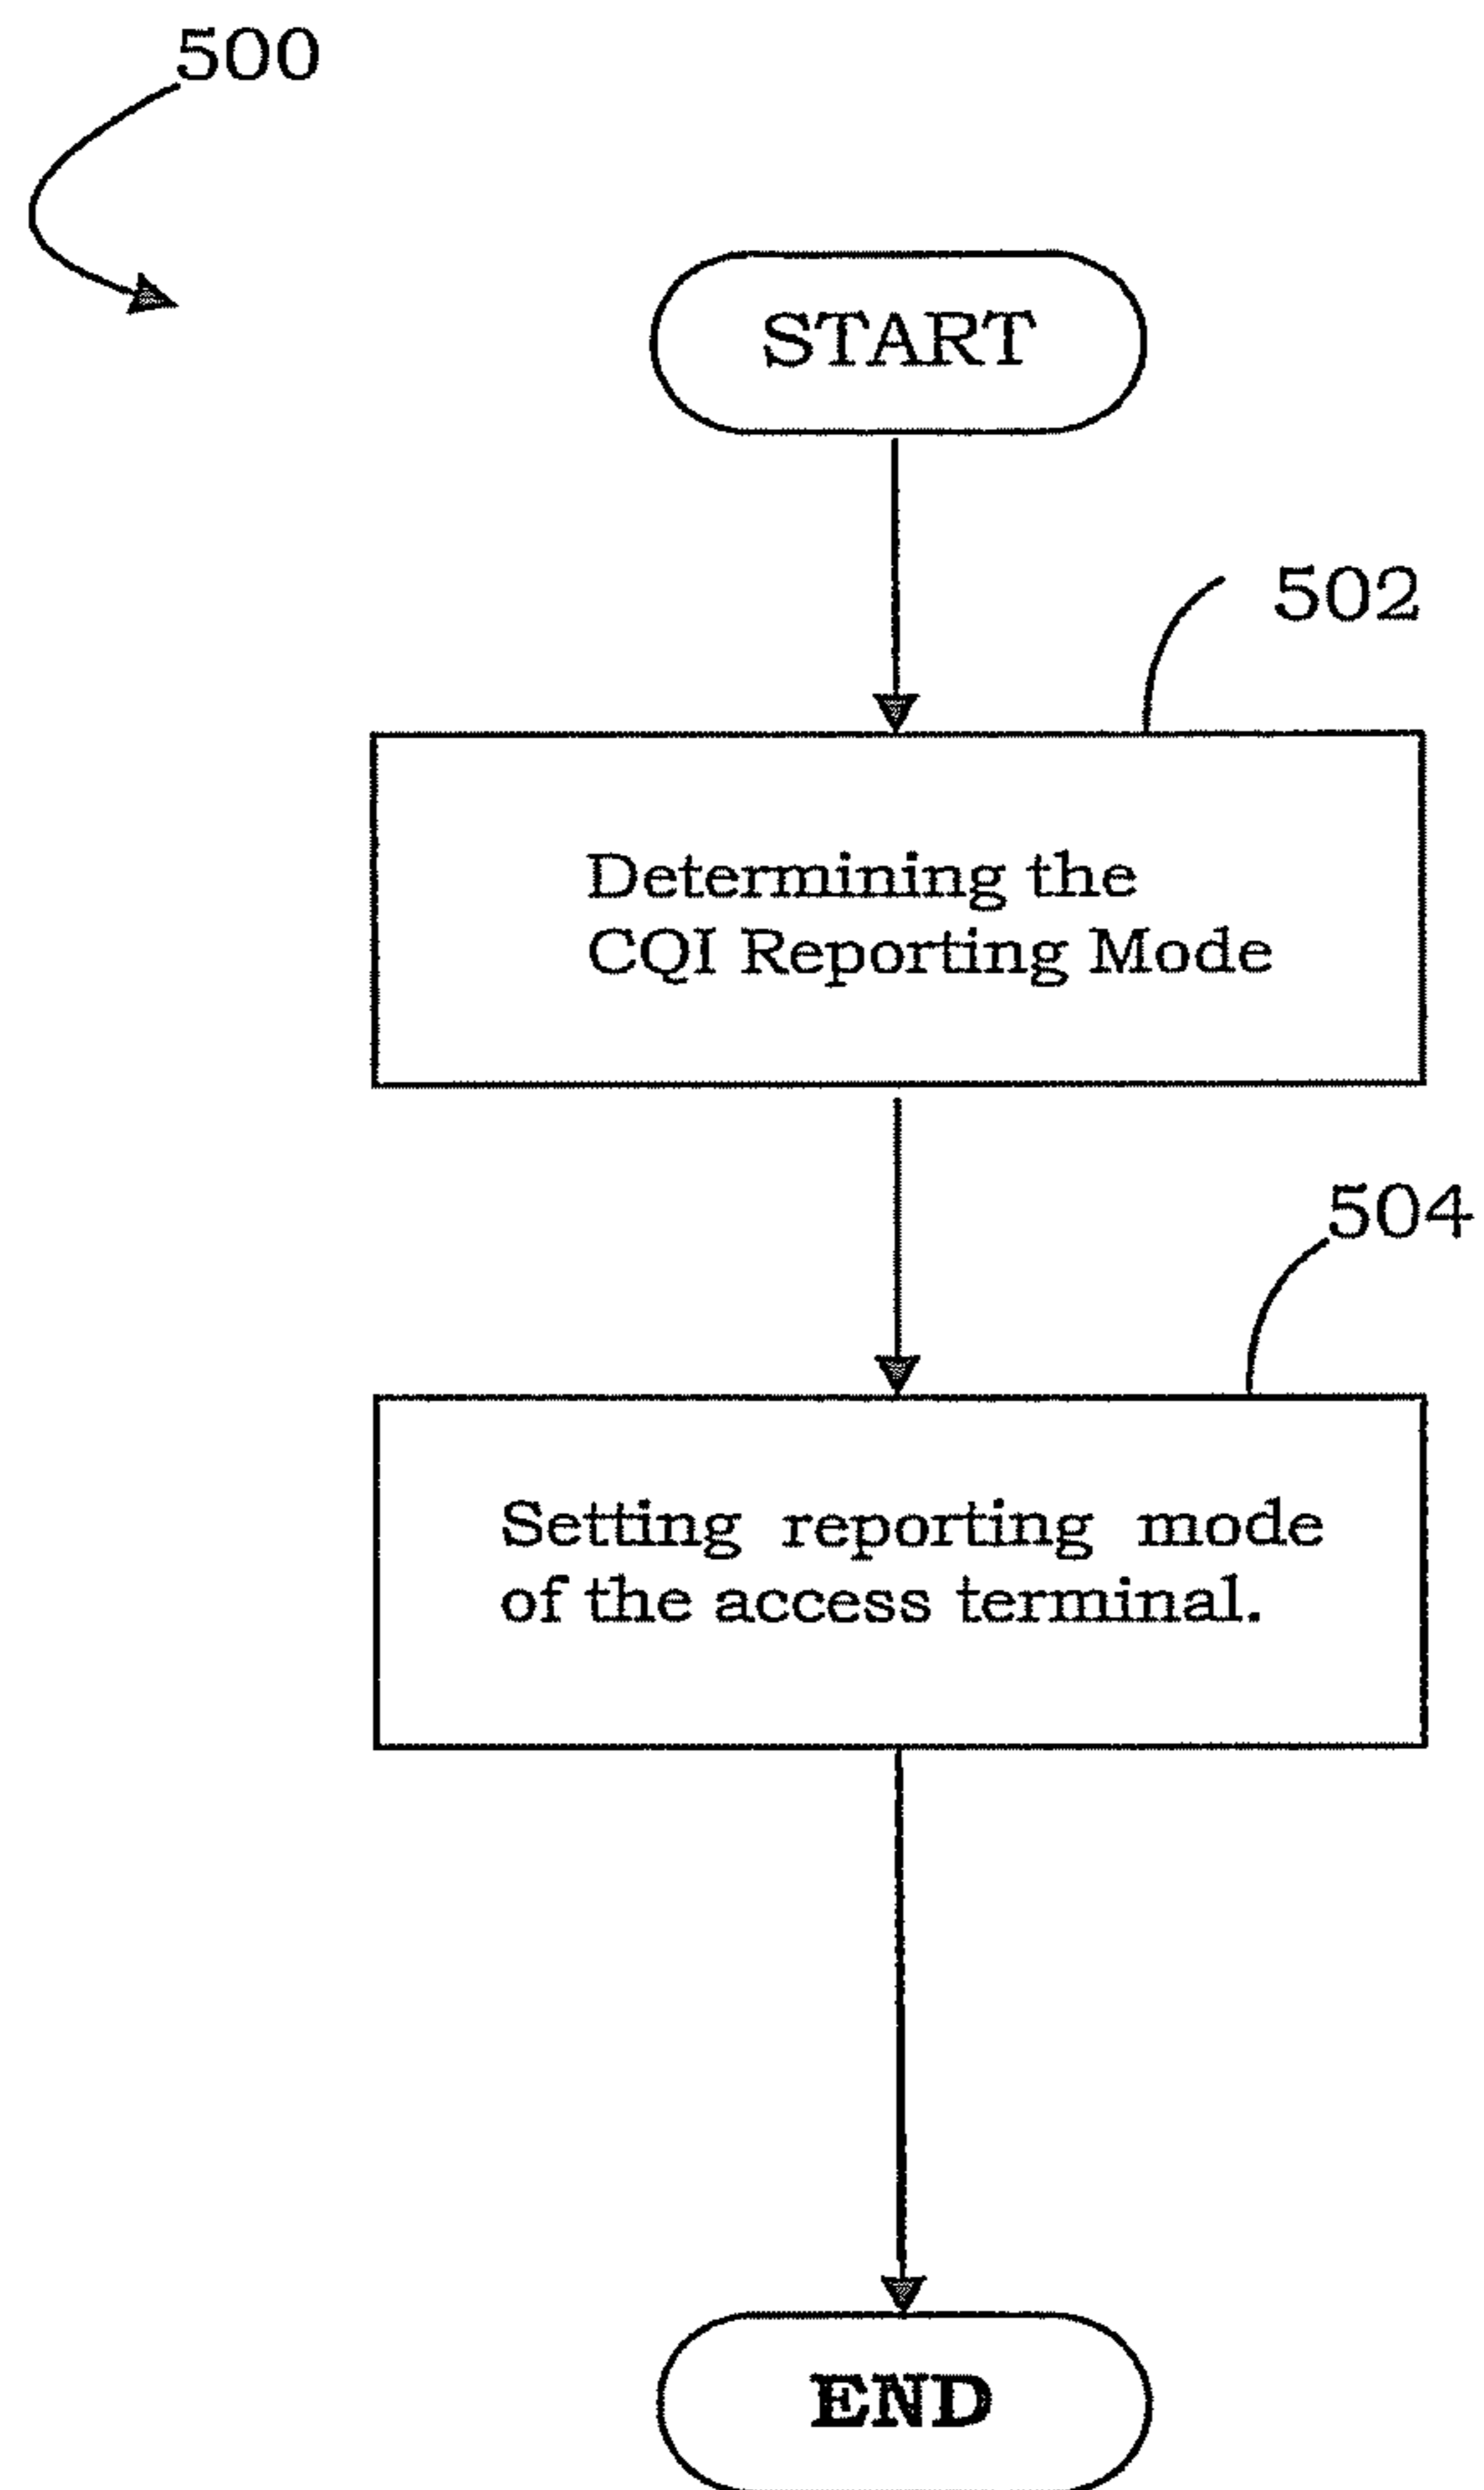 500
START
502
Determining the
CQI Reporting Mode
504
Setting reporting mode
of the access terminal.
END